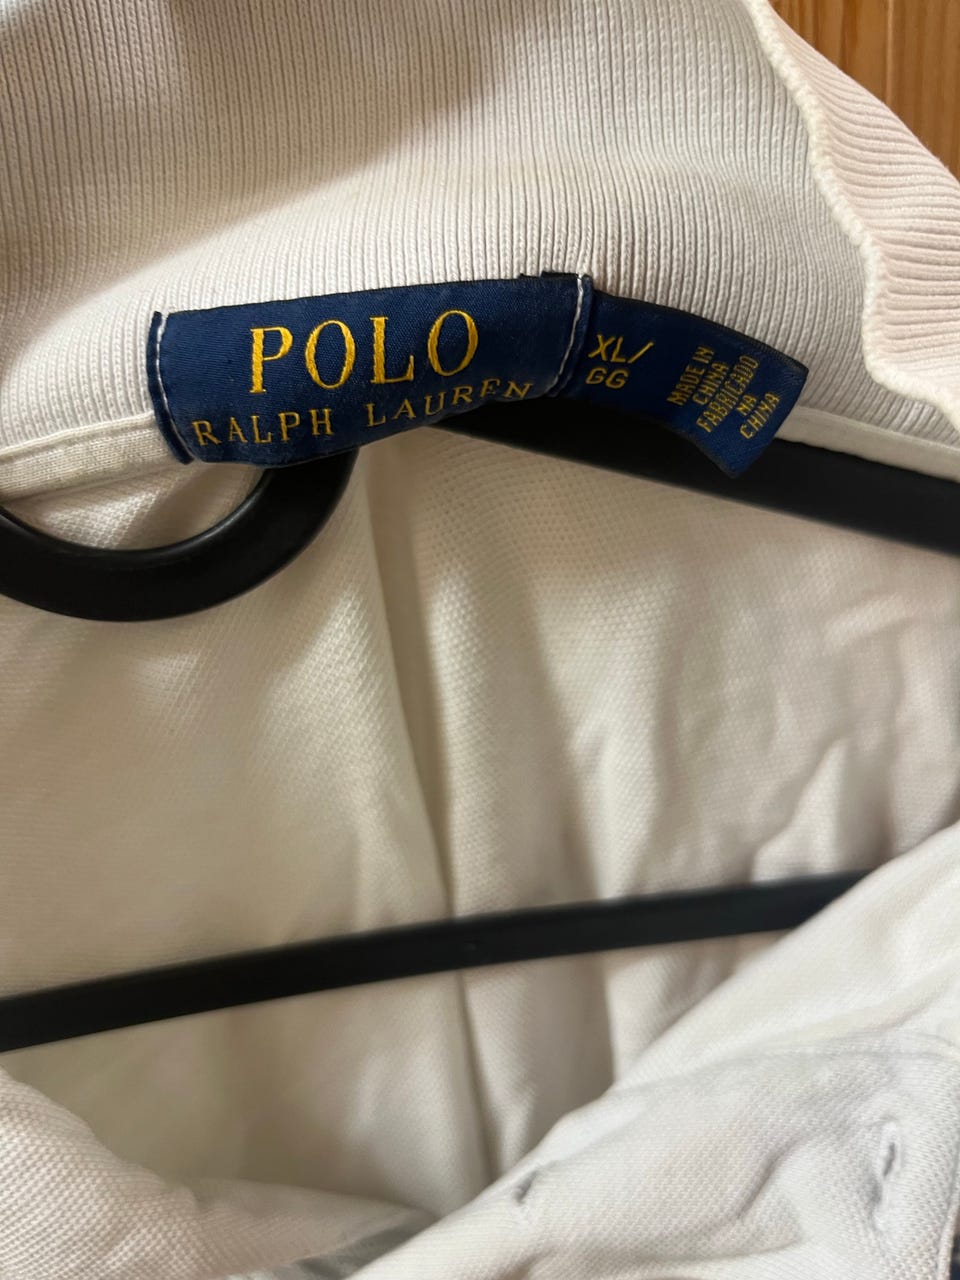 POLO
RALPH LAUREN
XL/
GG
MADE IN
CHINA
FABRICADO
NA
CHINA